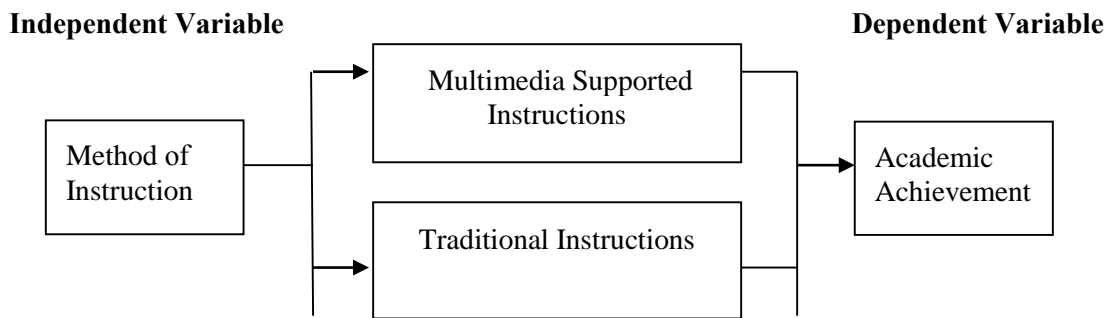 Independent Variable
Dependent Variable
Multimedia Supported
Instructions
Method of
Instruction
Academic
Achievement
Traditional Instructions